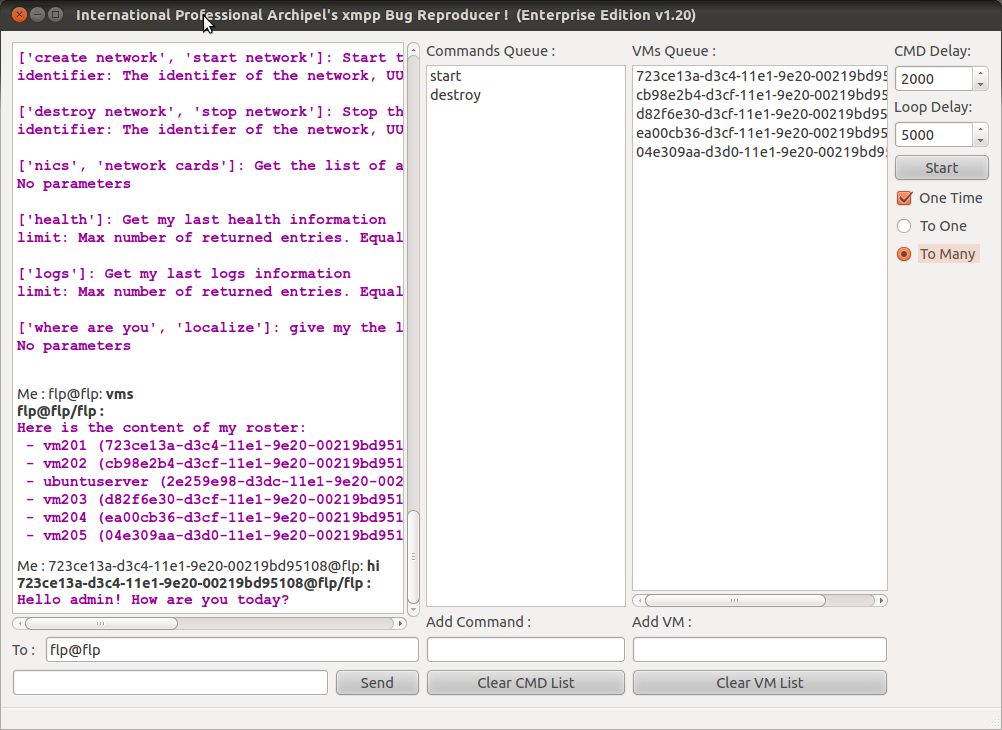 International Professional Archipel's xmpp Bug Reproducer ! (Enterprise Edition v1.20)
['create network', 'start network']: Start t
identifier: The identifer of the network, UU
['destroy network', 'stop network']: Stop th
identifier: The identifer of the network, UU
['nics', 'network cards']: Get the list of a
No parameters
['health']: Get my last health information
limit: Max number of returned entries. Equal
['logs']: Get my last logs information
limit: Max number of returned entries. Equal
['where are you', 'localize']: give my the l
No parameters
Me : flp@flp: vms
flp@flp/flp :
Here is the content of my roster:
- vm201 (723ce13a-d3c4-11e1-9e20-00219bd951
- vm202 (cb98e2b4-d3cf-11e1-9e20-00219bd951
- ubuntuserver (2e259e98-d3dc-11e1-9e20-002
- vm203 (d82f6e30-d3cf-11e1-9e20-00219bd951
- vm204 (ea00cb36-d3cf-11e1-9e20-00219bd951
- vm205 (04e309aa-d3d0-11e1-9e20-00219bd951
Me : 723ce13a-d3c4-11e1-9e20-00219bd95108@flp: hi
723ce13a-d3c4-11e1-9e20-00219bd95108@flp/flp :
Hello admin! How are you today?
To : flp@flp
Send
Commands Queue :
start
destroy
Add Command :
Clear CMD List
VMs Queue :
723ce13a-d3c4-11e1-9e20-00219bd95
cb98e2b4-d3cf-11e1-9e20-00219bd95
d82f6e30-d3cf-11e1-9e20-00219bd95
ea00cb36-d3cf-11e1-9e20-00219bd95
04e309aa-d3d0-11e1-9e20-00219bd95
Add VM :
Clear VM List
CMD Delay:
2000
Loop Delay:
5000
Start
One Time
To One
To Many